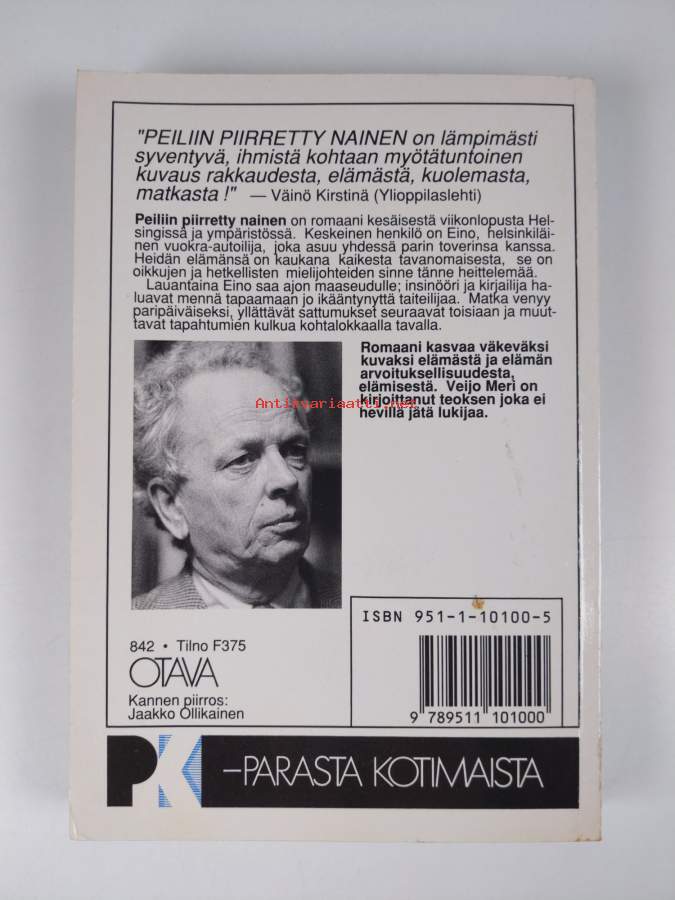 "PEILIIN PIIRRETTY NAINEN on lämpimästi
syventyvä, ihmistä kohtaan myötätuntoinen
kuvaus rakkaudesta, elämästä, kuolemasta,
matkasta !" — Väinö Kirstinä (Ylioppilaslehti)
Peiliin piirretty nainen on romaani kesäisestä viikonlopusta Hel-
singissä ja ympäristössä. Keskeinen henkilö on Eino, helsinkiläi-
nen vuokra-autoilija, joka asuu yhdessä parin toverinsa kanssa.
Heidän elämänsä on kaukana kaikesta tavanomaisesta, se on
oikkujen ja hetkellisten mielijohteiden sinne tänne heittelemää.
Lauantaina Eino saa ajon maaseudulle; insinööri ja kirjailija ha-
luavat mennä tapaamaan jo ikääntynyttä taiteilijaa. Matka venyy
paripäiväiseksi, yllättävät sattumukset seuraavat toisiaan ja muut-
tavat tapahtumien kulkua kohtalokkaalla tavalla.
Romaani kasvaa väkeväksi
kuvaksi elämästä ja elämän
arvoituksellisuudesta,
elämisestä. Veijo Meri on
kirjoittanut teoksen joka ei
hevillä jätä lukijaa.
Antikvariaatti.net
ISBN 951-1-10100-5
9 789511 101000
842 • Tilno F375
OTAVA
Kannen piirros:
Jaakko Ollikainen
PK –PARASTA KOTIMAISTA